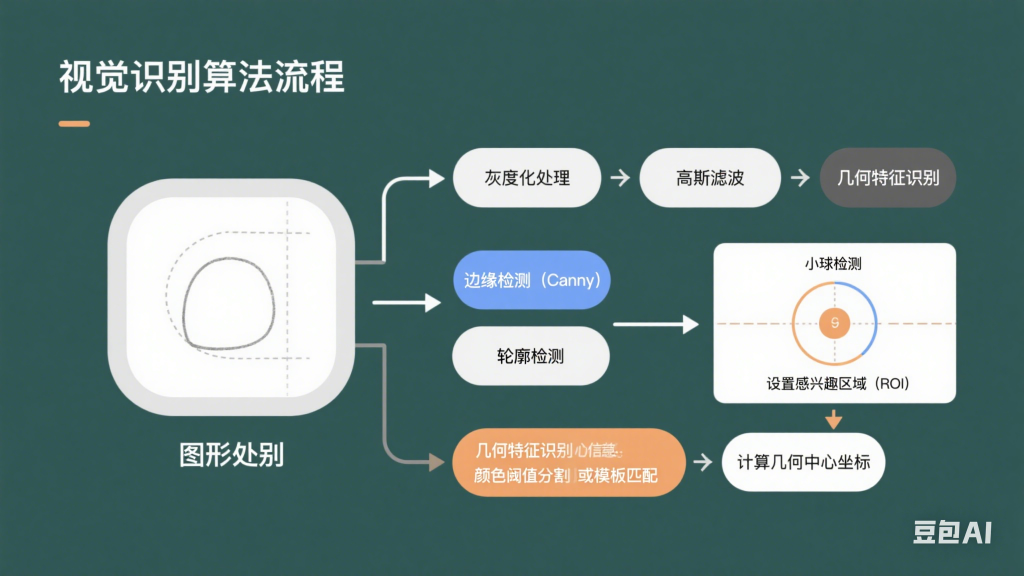 视觉识别算法流程
灰度化处理
高斯滤波
几何特征识别
边缘检测（Canny）
轮廓检测
小球检测
9
设置感兴趣区域（ROI）
图形处别
几何特征识别
颜色阈值分割 或模板匹配
计算几何中心坐标
豆包AI